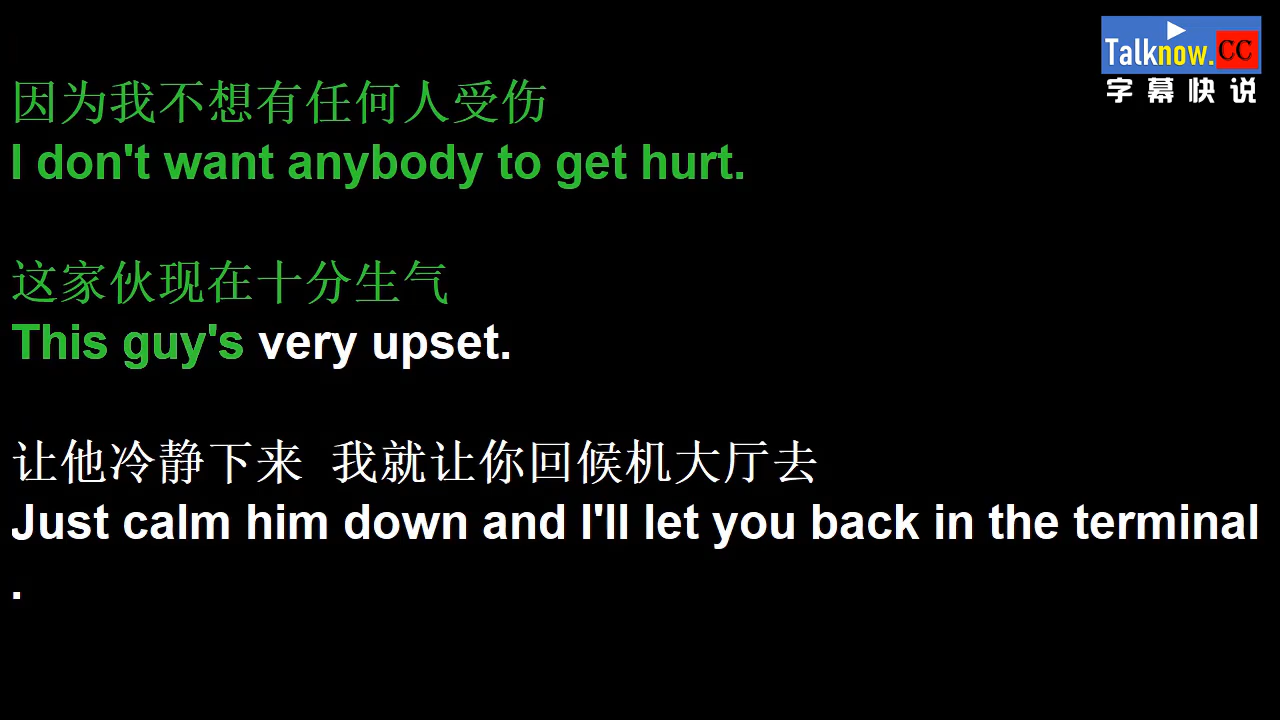 Talknow.CC
字幕快说
因为我不想有任何人受伤
I don't want anybody to get hurt.
这家伙现在十分生气
This guy's very upset.
让他冷静下来 我就让你回候机大厅去
Just calm him down and I'll let you back in the terminal
.